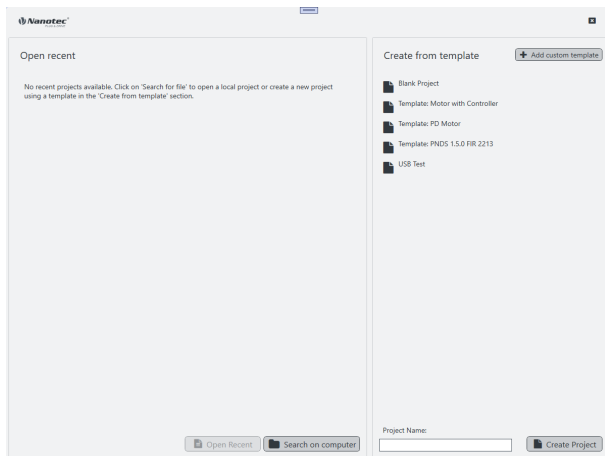 Nanotec
Open recent
No recent projects available. Click on 'Search for file' to open a local project or create a new project
using a template in the 'Create from template' section.
Open Recent
Search on computer
Create from template
Add custom template
Blank Project
Template: Motor with Controller
Template: PD Motor
Template: PNDS 1.5.0 FIR 2213
USB Test
Project Name:
Create Project